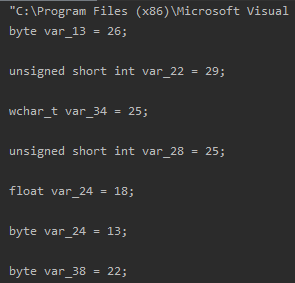 "C:\Program Files (x86)\Microsoft Visual
byte var_13 = 26;
unsigned short int var_22 = 29;
wchar_t var_34 = 25;
unsigned short int var_28 = 25;
float var_24 = 18;
byte var_24 = 13;
byte var_38 = 22;